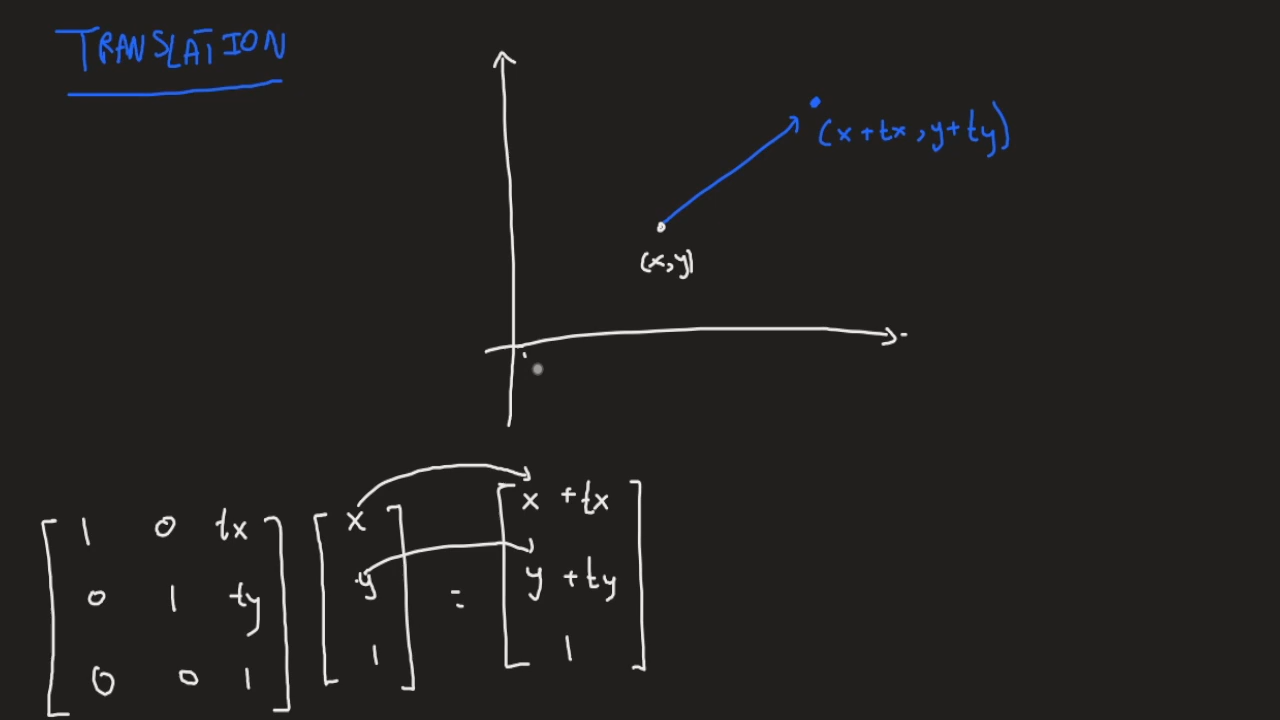 TRANSLATION
(x+tx, y+ty)
(x,y)
[1 0 tx] [x] [x +tx]
[0 1 ty] [y] = [y +ty]
[0 0 1] [1] [1]